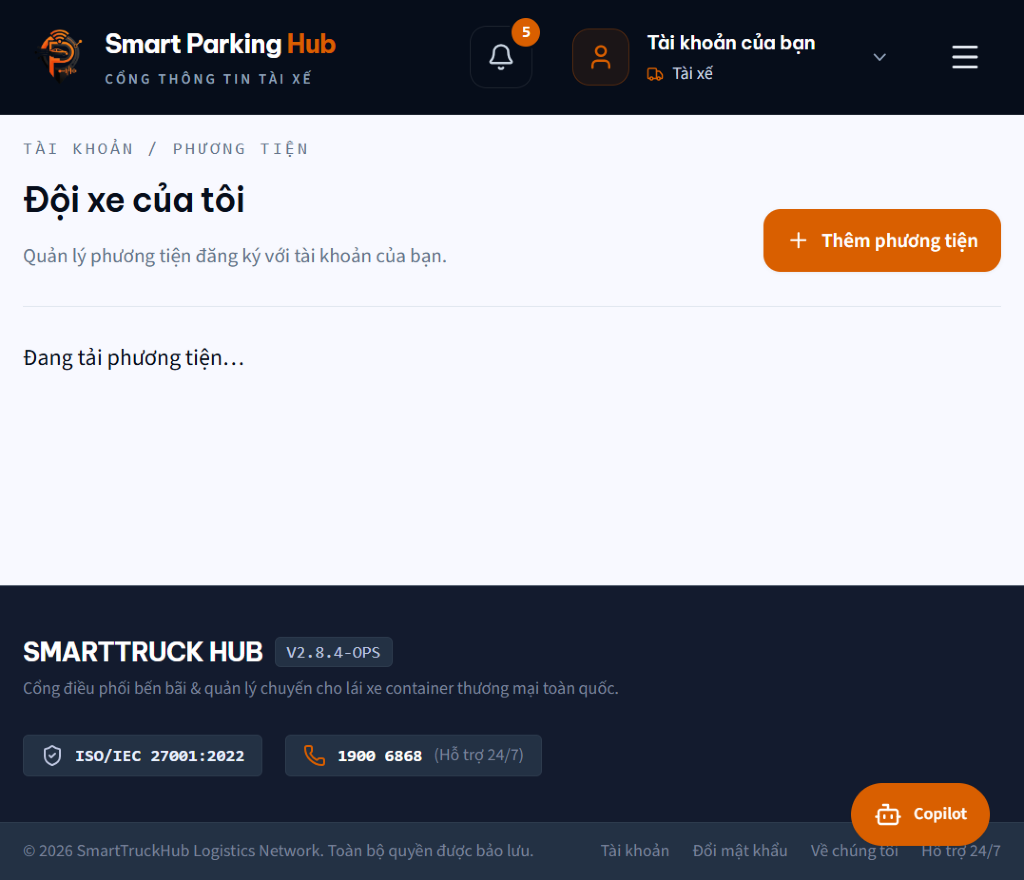 Smart Parking Hub
CỔNG THÔNG TIN TÀI XẾ
5
Tài khoản của bạn
Tài xế
TÀI KHOẢN / PHƯƠNG TIỆN
Đội xe của tôi
Quản lý phương tiện đăng ký với tài khoản của bạn.
Thêm phương tiện
Đang tải phương tiện...
SMARTTRUCK HUB
V2.8.4-OPS
Cổng điều phối bến bãi & quản lý chuyến cho lái xe container thương mại toàn quốc.
ISO/IEC 27001:2022
1900 6868 (Hỗ trợ 24/7)
Copilot
© 2026 SmartTruckHub Logistics Network. Toàn bộ quyền được bảo lưu.
Tài khoản
Đổi mật khẩu
Về chúng tôi
Hỗ trợ 24/7